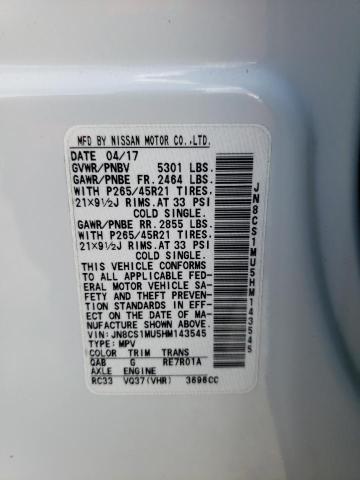 MFD BY NISSAN MOTOR CO.,LTD.
DATE 04/17
GVWR/PNBV 5301 LBS.
GAWR/PNBE FR. 2464 LBS.
WITH P265/45R21 TIRES.
21×9½J RIMS.AT 33 PSI
COLD SINGLE.
GAWR/PNBE RR. 2855 LBS.
WITH P265/45R21 TIRES.
21×9½J RIMS.AT 33 PSI
COLD SINGLE.
THIS VEHICLE CONFORMS
TO ALL APPLICABLE FED-
ERAL MOTOR VEHICLE SA-
FETY AND THEFT PREVEN-
TION STANDARDS IN EFF-
ECT ON THE DATE OF MA-
NUFACTURE SHOWN ABOVE.
VIN: JN8CS1MU5HM143545
TYPE: MPV
COLOR TRIM TRANS
QAB G RE7R01A
AXLE ENGINE
RC33 VQ37(VHR) 3696CC
JN8CS1MU5HM143545